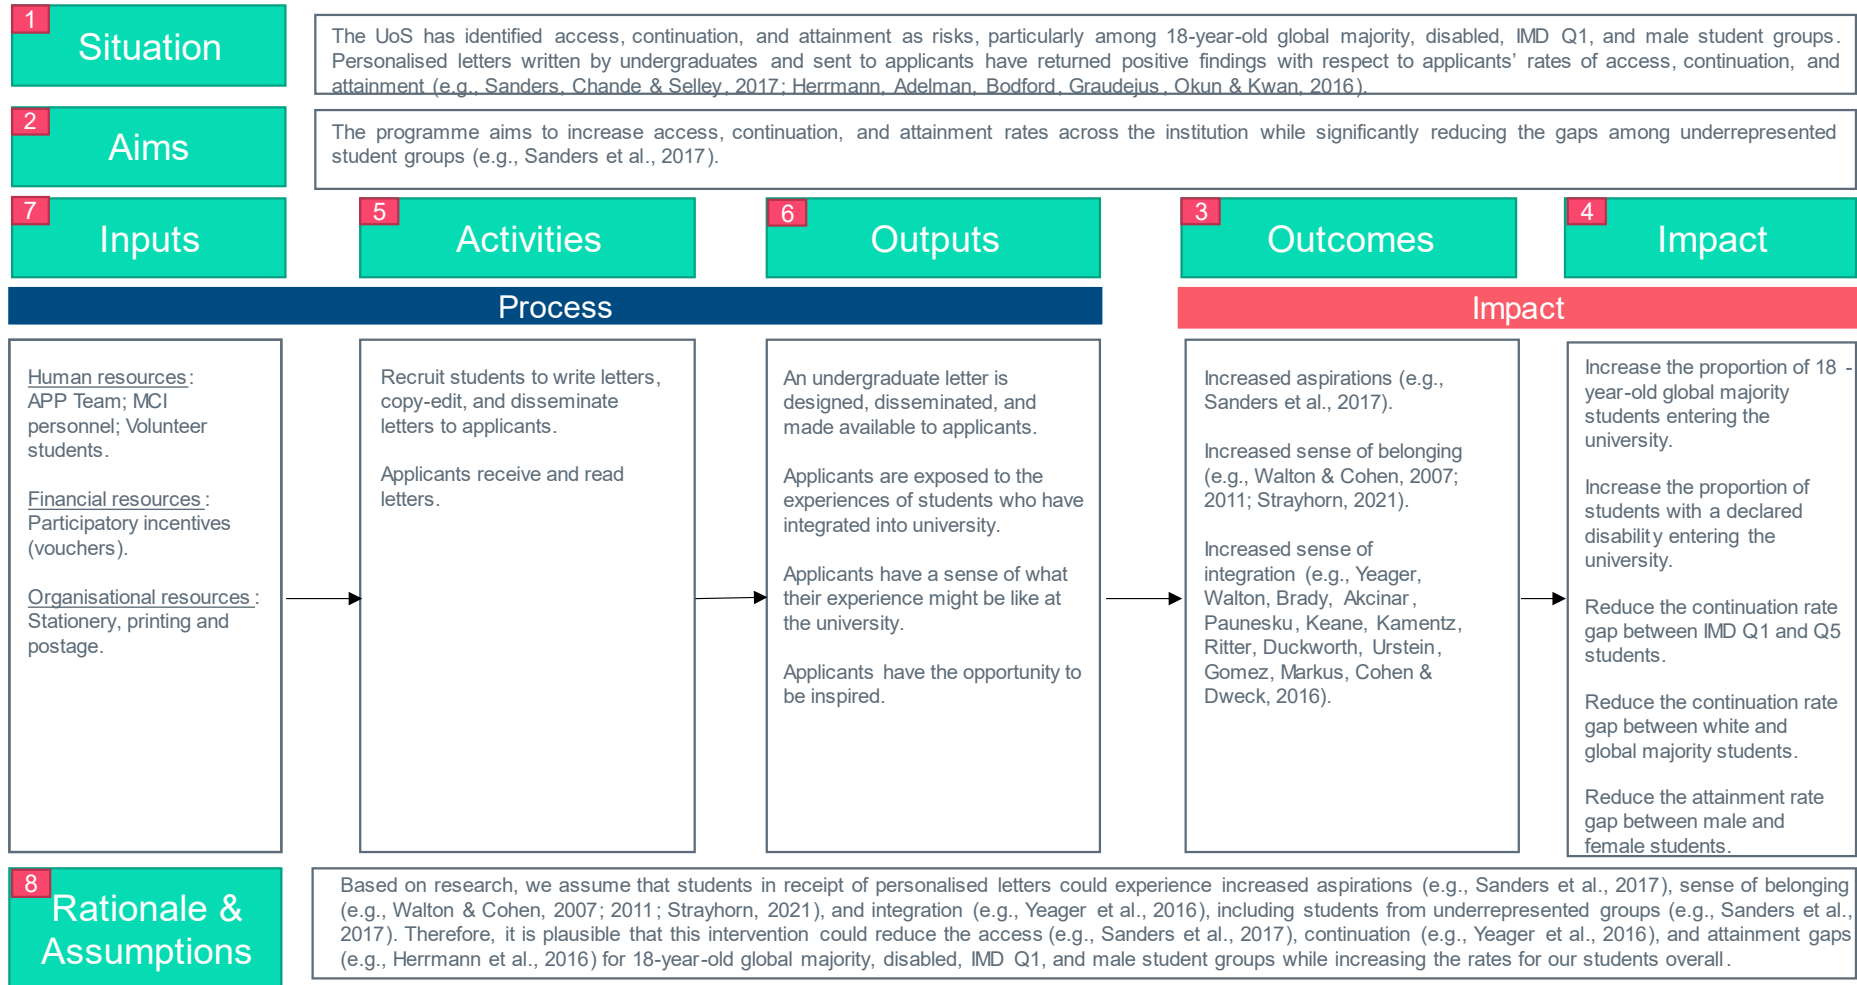 1
Situation
The UoS has identified access, continuation, and attainment as risks, particularly among 18-year-old global majority, disabled, IMD Q1, and male student groups.
Personalised letters written by undergraduates and sent to applicants have returned positive findings with respect to applicants' rates of access, continuation, and
attainment (e.g., Sanders, Chande & Selley, 2017; Herrmann, Adelman, Bodford, Graudejus, Okun & Kwan, 2016).
2
Aims
The programme aims to increase access, continuation, and attainment rates across the institution while significantly reducing the gaps among underrepresented
student groups (e.g., Sanders et al., 2017).
7
Inputs
5
Activities
6
Outputs
3
Outcomes
4
Impact
Process
Impact
Human resources:
APP Team; MCI
personnel; Volunteer
students.
Financial resources:
Participatory incentives
(vouchers).
Organisational resources:
Stationery, printing and
postage.
Recruit students to write letters,
copy-edit, and disseminate
letters to applicants.
Applicants receive and read
letters.
An undergraduate letter is
designed, disseminated, and
made available to applicants.
Applicants are exposed to the
experiences of students who have
integrated into university.
Applicants have a sense of what
their experience might be like at
the university.
Applicants have the opportunity to
be inspired.
Increased aspirations (e.g.,
Sanders et al., 2017).
Increased sense of belonging
(e.g., Walton & Cohen, 2007;
2011; Strayhorn, 2021).
Increased sense of
integration (e.g., Yeager,
Walton, Brady, Akcinar,
Paunesku, Keane, Kamentz,
Ritter, Duckworth, Urstein,
Gomez, Markus, Cohen &
Dweck, 2016).
Increase the proportion of 18 -
year-old global majority
students entering the
university.
Increase the proportion of
students with a declared
disability entering the
university.
Reduce the continuation rate
gap between IMD Q1 and Q5
students.
Reduce the continuation rate
gap between white and
global majority students.
Reduce the attainment rate
gap between male and
female students.
8
Rationale &
Assumptions
Based on research, we assume that students in receipt of personalised letters could experience increased aspirations (e.g., Sanders et al., 2017), sense of belonging
(e.g., Walton & Cohen, 2007; 2011; Strayhorn, 2021), and integration (e.g., Yeager et al., 2016), including students from underrepresented groups (e.g., Sanders et al.,
2017). Therefore, it is plausible that this intervention could reduce the access (e.g., Sanders et al., 2017), continuation (e.g., Yeager et al., 2016), and attainment gaps
(e.g., Herrmann et al., 2016) for 18-year-old global majority, disabled, IMD Q1, and male student groups while increasing the rates for our students overall.